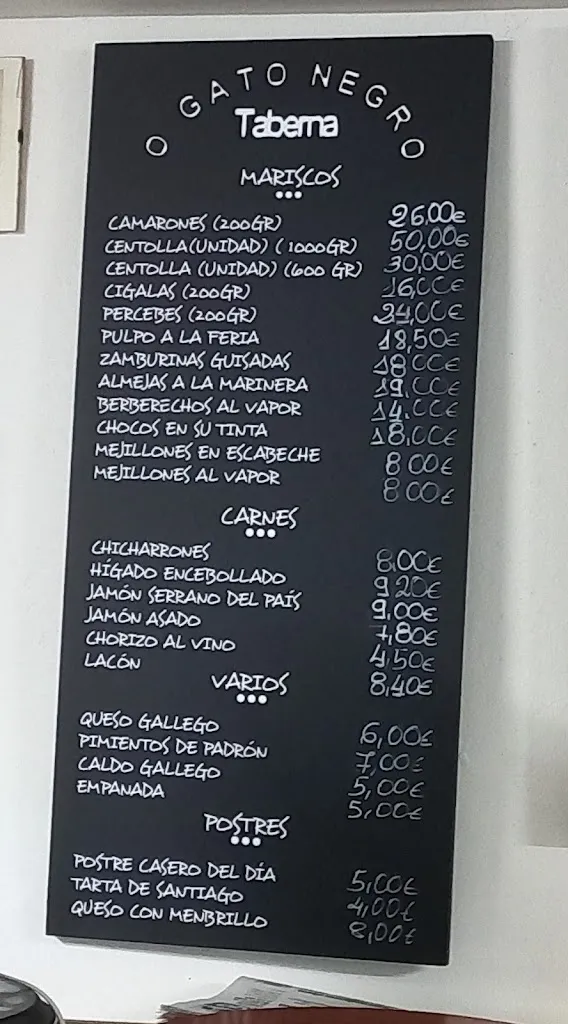 O GATO NEGRO
Taberna
MARISCOS
CAMARONES (200GR) 26,00€
CENTOLLA(UNIDAD) ( 1000GR) 50,00€
CENTOLLA (UNIDAD) (600 GR) 30,00€
CIGALAS (200GR) 16,00€
PERCEBES (200GR) 24,00€
PULPO A LA FERIA 18,50€
ZAMBURINAS GUISADAS 18,00€
ALMEJAS A LA MARINERA 19,00€
BERBERECHOS AL VAPOR 14,00€
CHOCOS EN SU TINTA 18,00€
MEJILLONES EN ESCABECHE 8,00€
MEJILLONES AL VAPOR 8,00€
CARNES
CHICHARRONES 8,00€
HÍGADO ENCEBOLLADO 9,20€
JAMÓN SERRANO DEL PAÍS 9,00€
JAMÓN ASADO 7,80€
CHORIZO AL VINO 4,50€
LACÓN 8,40€
VARIOS
QUESO GALLEGO 6,00€
PIMIENTOS DE PADRÓN 7,00€
CALDO GALLEGO 5,00€
EMPANADA 5,00€
POSTRES
POSTRE CASERO DEL DÍA 5,00€
TARTA DE SANTIAGO 4,00€
QUESO CON MENBRILLO 8,00€